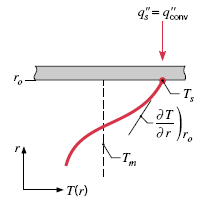 q″s = q″conv
ro
Ts
∂T/∂r)ro
Tm
r
T(r)